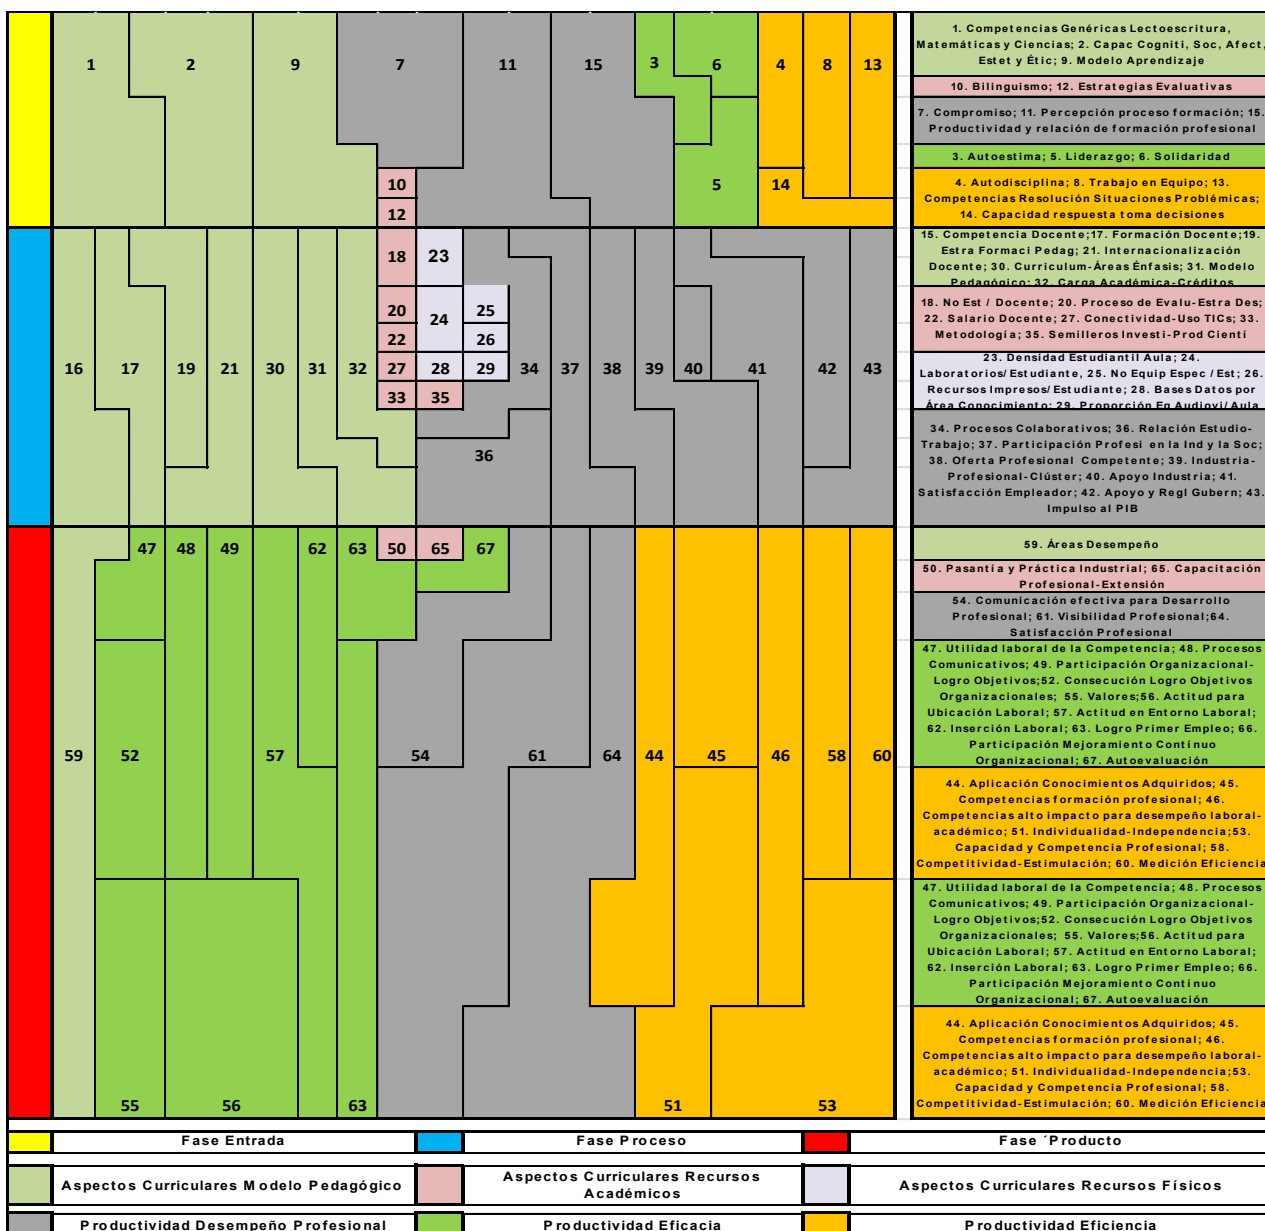 1 2 9 7 11 15 3 6 4 8 13
10
5 14
12
18 23
20 24 25
22 26
16 17 19 21 30 31 32 27 28 29 34 37 38 39 40 41 42 43
33 35
36
47 48 49 62 63 50 65 67
59 52 57 54 61 64 44 45 46 58 60
55 56 63 51 53
1. Competencias Genéricas Lectoescritura,
Matemáticas y Ciencias; 2. Capac Cogniti, Soc, Afect,
Estet y Étic; 9. Modelo Aprendizaje
10. Bilinguismo; 12. Estrategias Evaluativas
7. Compromiso; 11. Percepción proceso formación; 15.
Productividad y relación de formación profesional
3. Autoestima; 5. Liderazgo; 6. Solidaridad
4. Autodisciplina; 8. Trabajo en Equipo; 13.
Competencias Resolución Situaciones Problémicas;
14. Capacidad respuesta toma decisiones
15. Competencia Docente;17. Formación Docente;19.
Estra Formaci Pedag; 21. Internacionalización
Docente; 30. Curriculum-Áreas Énfasis; 31. Modelo
Pedagógico; 32. Carga Académica-Créditos
18. No Est / Docente; 20. Proceso de Evalu-Estra Des;
22. Salario Docente; 27. Conectividad-Uso TICs; 33.
Metodología; 35. Semilleros Investi-Prod Cientí
23. Densidad Estudiantil Aula; 24.
Laboratorios/Estudiante, 25. No Equip Espec / Est; 26.
Recursos Impresos/Estudiante; 28. Bases Datos por
Área Conocimiento; 29. Proporción Eq Audiovi/Aula
34. Procesos Colaborativos; 36. Relación Estudio-
Trabajo; 37. Participación Profesi en la Ind y la Soc;
38. Oferta Profesional Competente; 39. Industria-
Profesional-Clúster; 40. Apoyo Industria; 41.
Satisfacción Empleador; 42. Apoyo y Regl Gubern; 43.
Impulso al PIB
59. Áreas Desempeño
50. Pasantía y Práctica Industrial; 65. Capacitación
Profesional-Extensión
54. Comunicación efectiva para Desarrollo
Profesional; 61. Visibilidad Profesional;64.
Satisfacción Profesional
47. Utilidad laboral de la Competencia; 48. Procesos
Comunicativos; 49. Participación Organizacional-
Logro Objetivos;52. Consecución Logro Objetivos
Organizacionales; 55. Valores;56. Actitud para
Ubicación Laboral; 57. Actitud en Entorno Laboral;
62. Inserción Laboral; 63. Logro Primer Empleo; 66.
Participación Mejoramiento Contínuo
Organizacional; 67. Autoevaluación
44. Aplicación Conocimientos Adquiridos; 45.
Competencias formación profesional; 46.
Competencias alto impacto para desempeño laboral-
académico; 51. Individualidad-Independencia;53.
Capacidad y Competencia Profesional; 58.
Competitividad-Estimulación; 60. Medición Eficiencia
47. Utilidad laboral de la Competencia; 48. Procesos
Comunicativos; 49. Participación Organizacional-
Logro Objetivos;52. Consecución Logro Objetivos
Organizacionales; 55. Valores;56. Actitud para
Ubicación Laboral; 57. Actitud en Entorno Laboral;
62. Inserción Laboral; 63. Logro Primer Empleo; 66.
Participación Mejoramiento Contínuo
Organizacional; 67. Autoevaluación
44. Aplicación Conocimientos Adquiridos; 45.
Competencias formación profesional; 46.
Competencias alto impacto para desempeño laboral-
académico; 51. Individualidad-Independencia;53.
Capacidad y Competencia Profesional; 58.
Competitividad-Estimulación; 60. Medición Eficiencia
Fase Entrada Fase Proceso Fase ´Producto
Aspectos Curriculares Modelo Pedagógico
Aspectos Curriculares Recursos
Académicos
Aspectos Curriculares Recursos Físicos
Productividad Desempeño Profesional Productividad Eficacia Productividad Eficiencia